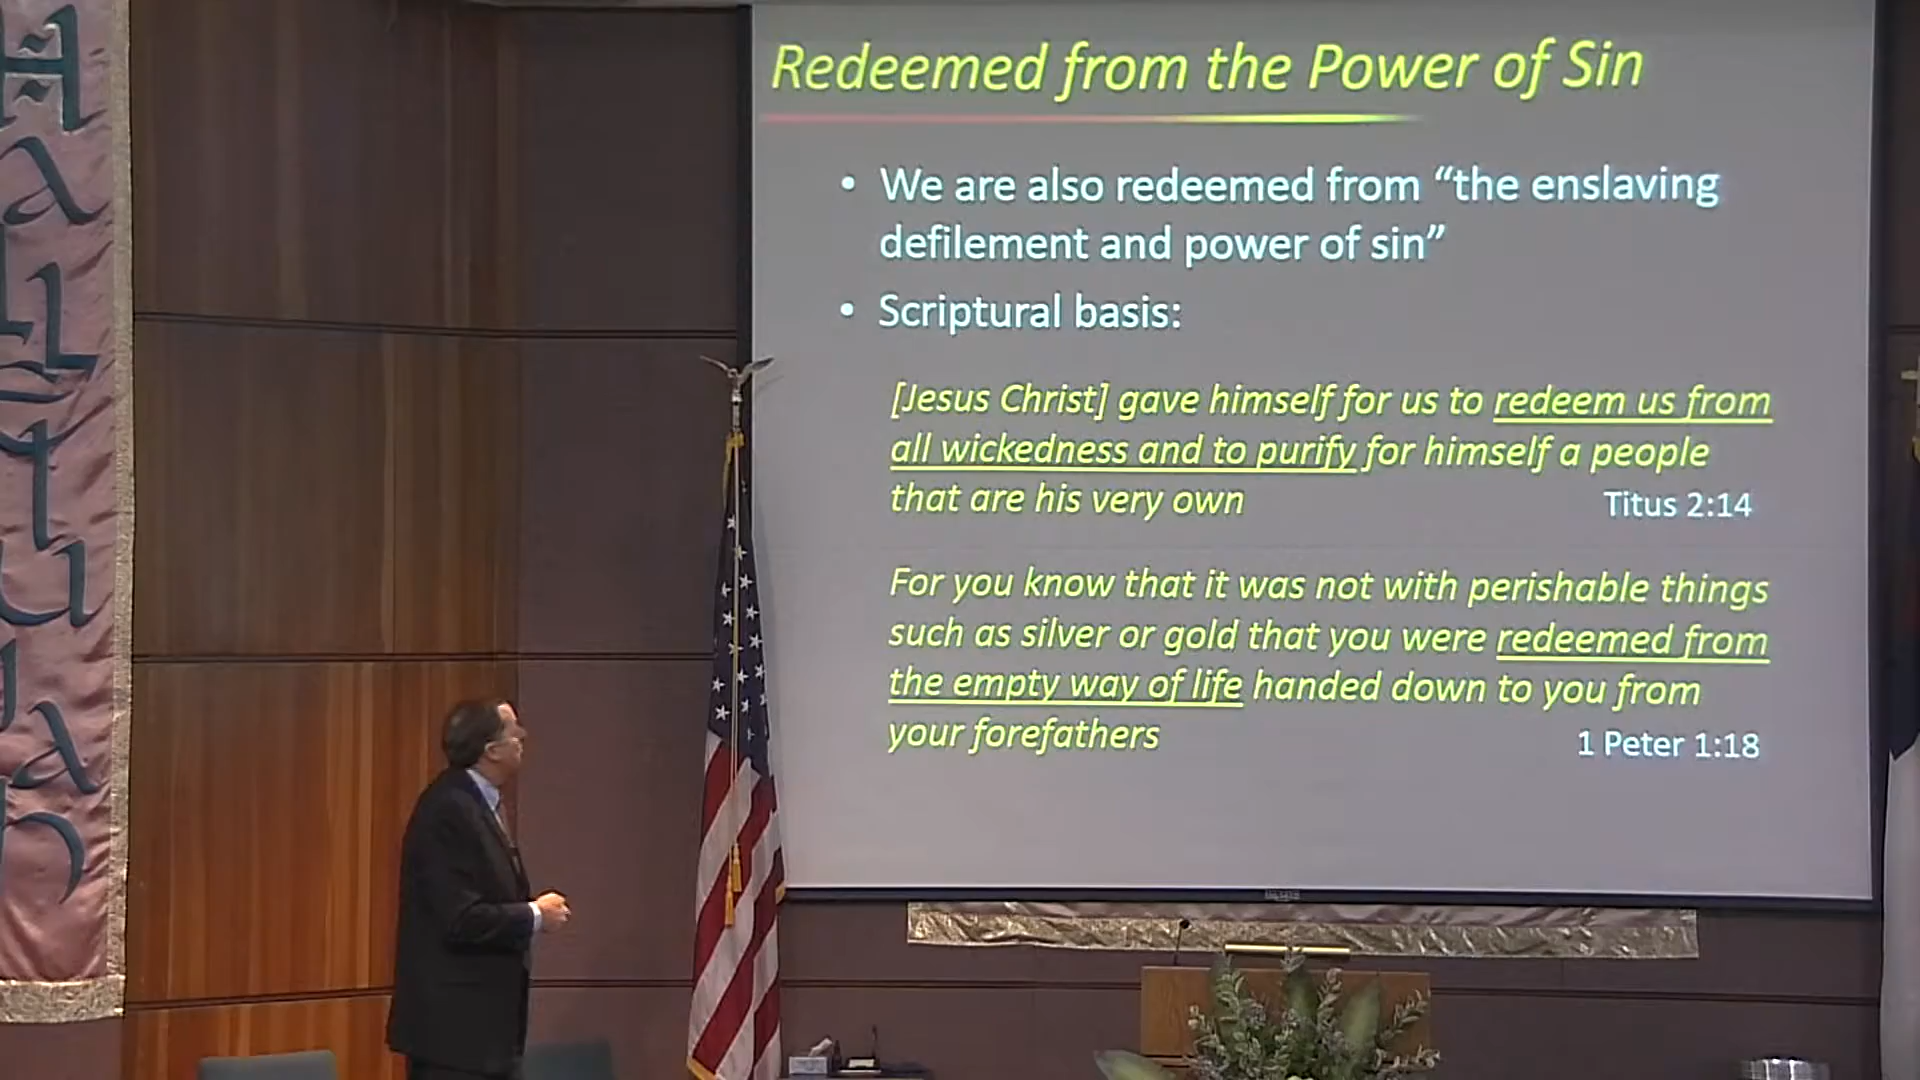 Hallelujah
Redeemed from the Power of Sin
• We are also redeemed from “the enslaving
defilement and power of sin”
• Scriptural basis:
[Jesus Christ] gave himself for us to redeem us from
all wickedness and to purify for himself a people
that are his very own
Titus 2:14
For you know that it was not with perishable things
such as silver or gold that you were redeemed from
the empty way of life handed down to you from
your forefathers
1 Peter 1:18